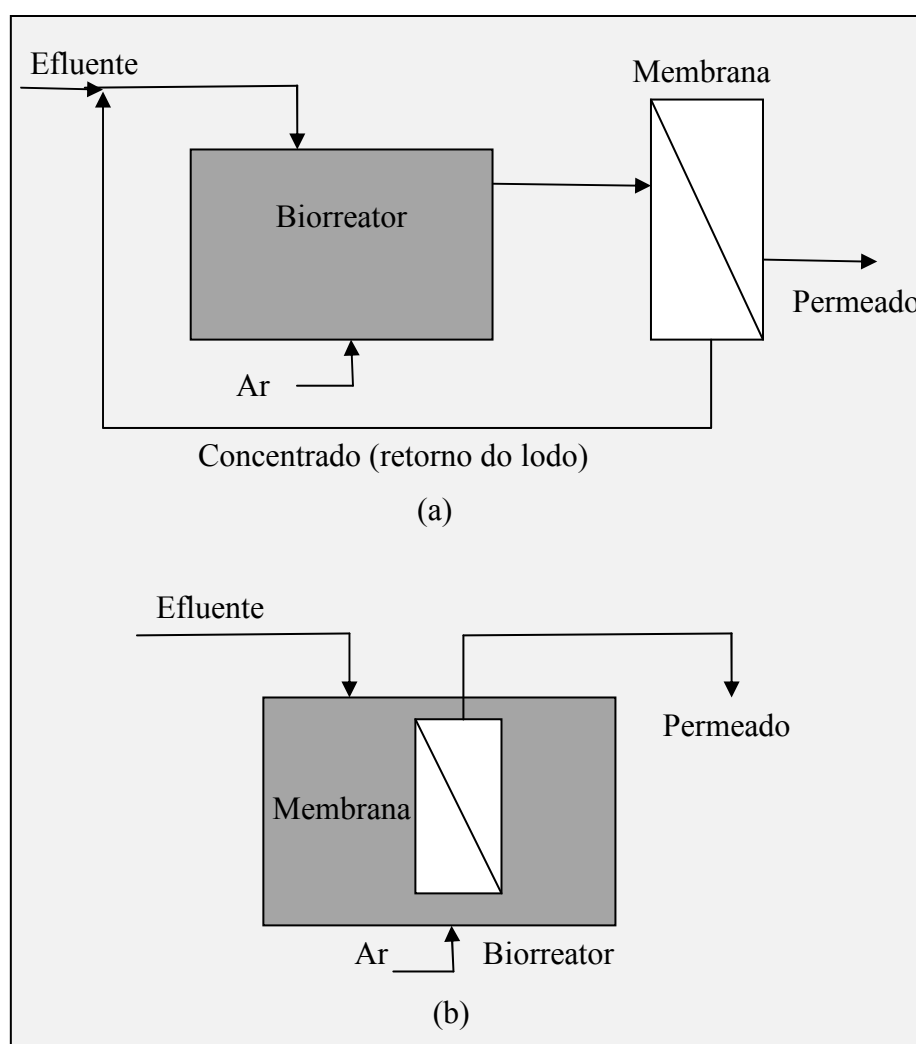 Efluente
Membrana
Biorreator
Permeado
Ar
Concentrado (retorno do lodo)
(a)
Efluente
Permeado
Membrana
Ar
Biorreator
(b)